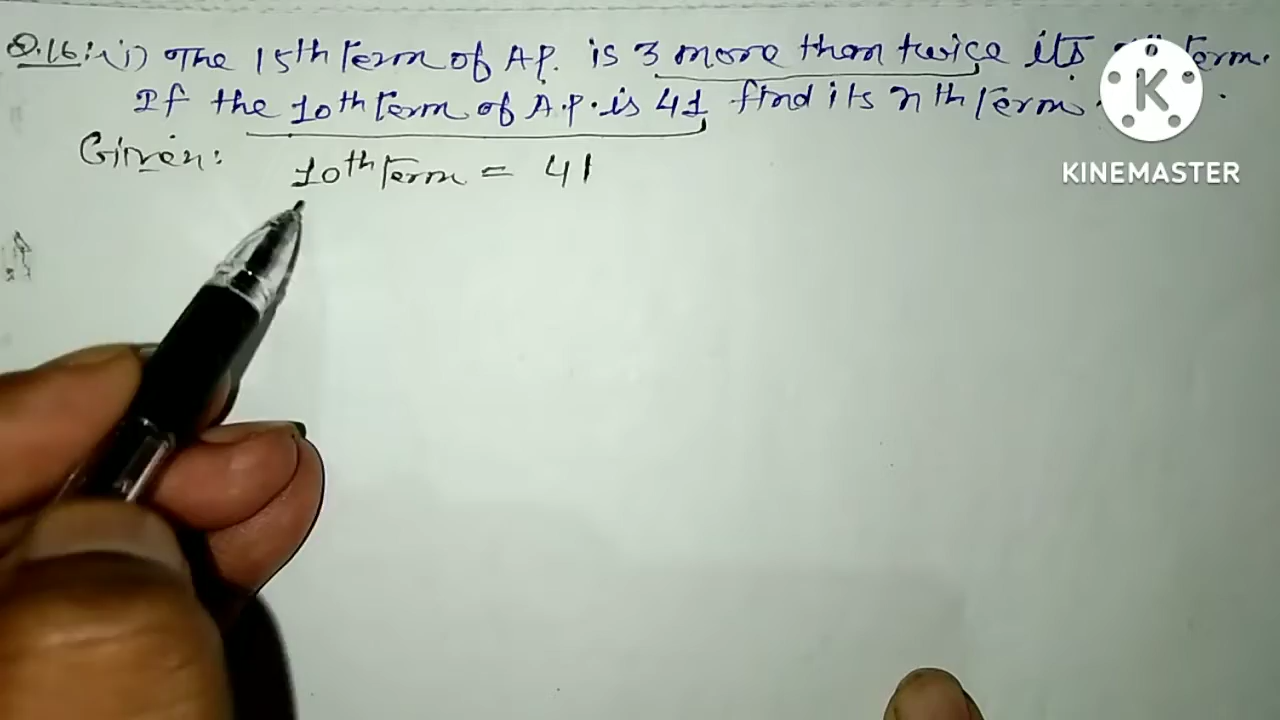 Q.16:(i) The 15th term of A.P. is 3 more than twice its term.
If the 10th term of A.P. is 41 find its nth term.
Given:
10th term = 41
K
KINEMASTER